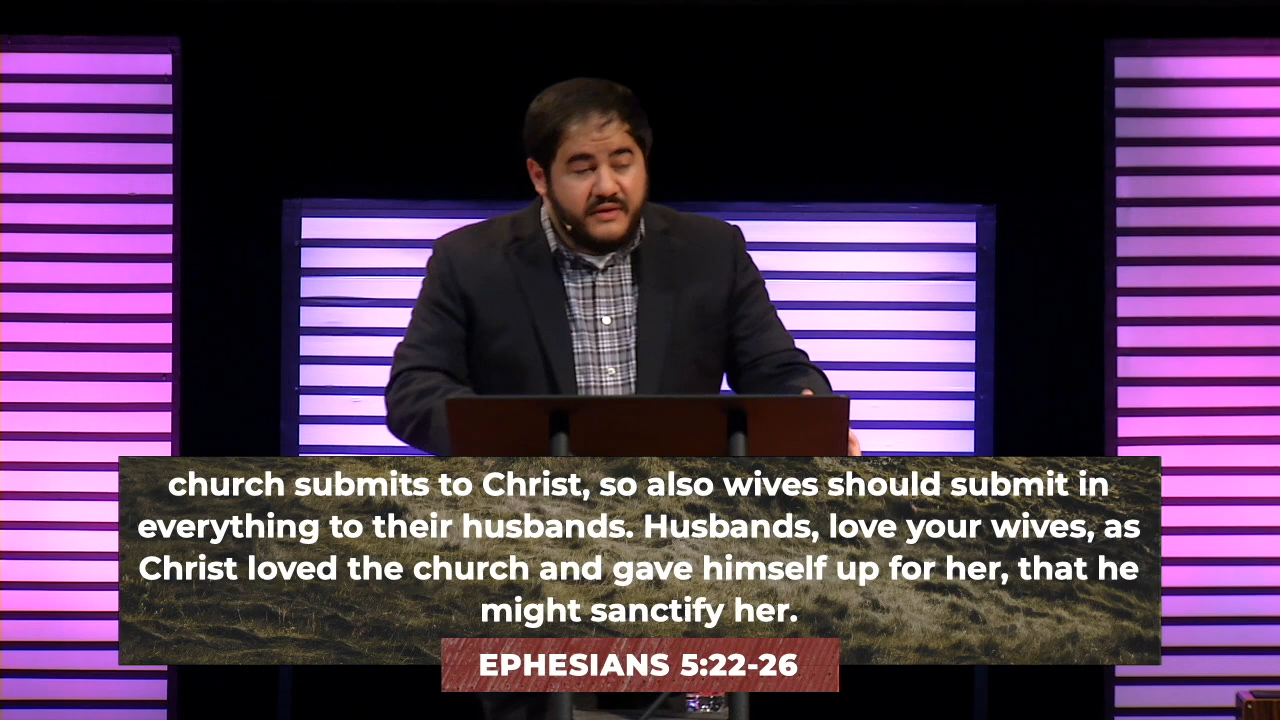 church submits to Christ, so also wives should submit in
everything to their husbands. Husbands, love your wives, as
Christ loved the church and gave himself up for her, that he
might sanctify her.
EPHESIANS 5:22-26